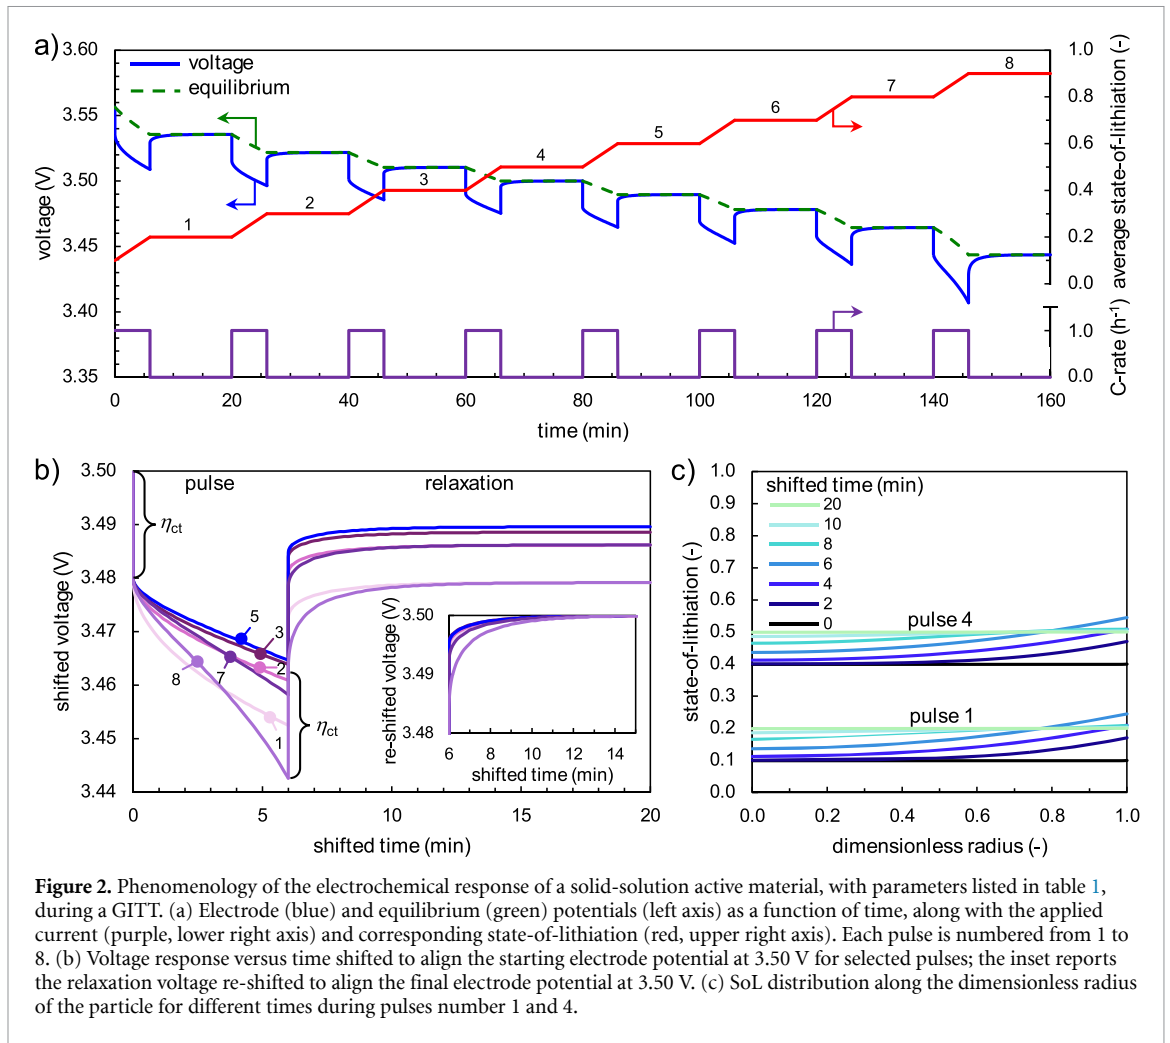 a)
3.60
3.55
3.50
3.45
3.40
3.35
voltage (V)
voltage
equilibrium
1
2
3
4
5
6
7
8
1.0
0.8
0.6
0.4
0.2
0.0
average state-of-lithiation (-)
1.0
0.0
C-rate (h⁻¹)
0
20
40
60
80
100
120
140
160
time (min)
b)
3.50
3.49
3.48
3.47
3.46
3.45
3.44
shifted voltage (V)
pulse
relaxation
ηct
5
3
2
7
8
1
ηct
re-shifted voltage (V)
3.50
3.49
3.48
6
8
10
12
14
shifted time (min)
0
5
10
15
20
shifted time (min)
c)
1.0
0.9
0.8
0.7
0.6
0.5
0.4
0.3
0.2
0.1
0.0
state-of-lithiation (-)
shifted time (min)
20
10
8
6
4
2
0
pulse 4
pulse 1
0.0
0.2
0.4
0.6
0.8
1.0
dimensionless radius (-)
Figure 2. Phenomenology of the electrochemical response of a solid-solution active material, with parameters listed in table 1,
during a GITT. (a) Electrode (blue) and equilibrium (green) potentials (left axis) as a function of time, along with the applied
current (purple, lower right axis) and corresponding state-of-lithiation (red, upper right axis). Each pulse is numbered from 1 to
8. (b) Voltage response versus time shifted to align the starting electrode potential at 3.50 V for selected pulses; the inset reports
the relaxation voltage re-shifted to align the final electrode potential at 3.50 V. (c) SoL distribution along the dimensionless radius
of the particle for different times during pulses number 1 and 4.